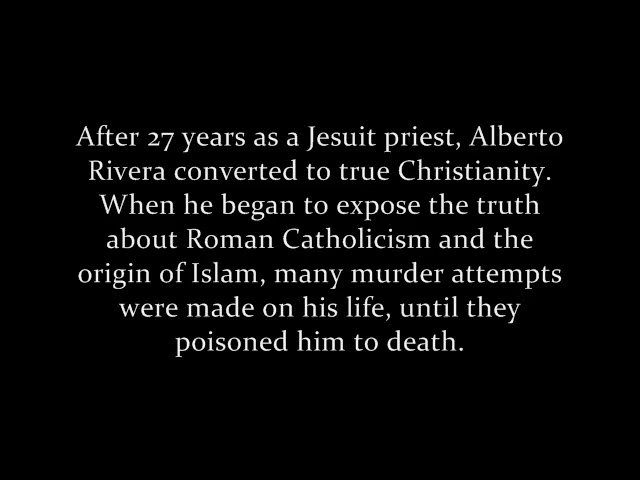 After 27 years as a Jesuit priest, Alberto
Rivera converted to true Christianity.
When he began to expose the truth
about Roman Catholicism and the
origin of Islam, many murder attempts
were made on his life, until they
poisoned him to death.